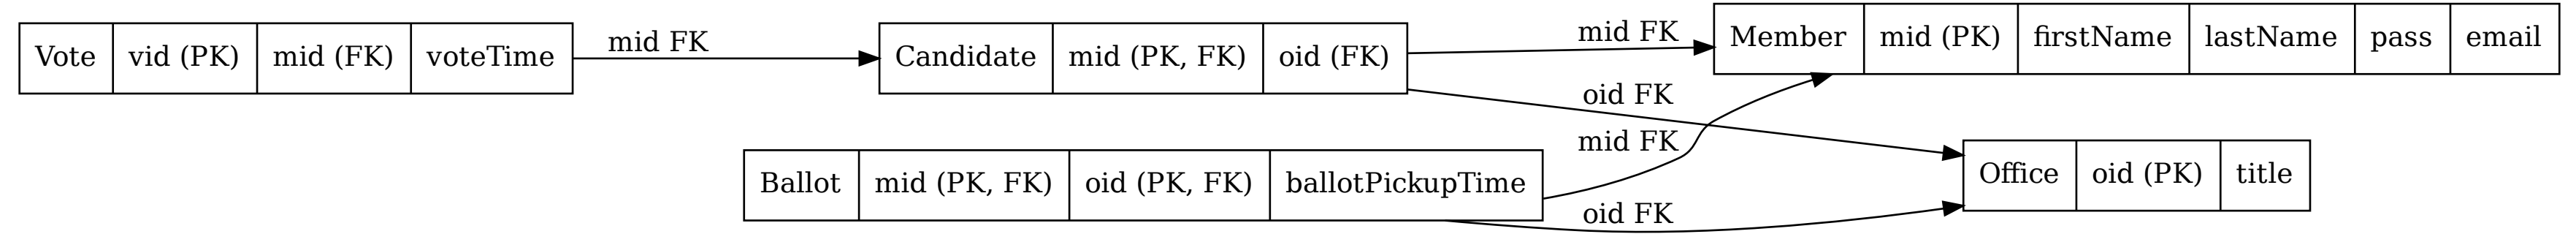 Vote vid (PK) mid (FK) voteTime
mid FK
Candidate mid (PK, FK) oid (FK)
mid FK
Member mid (PK) firstName lastName pass email
oid FK
mid FK
Ballot mid (PK, FK) oid (PK, FK) ballotPickupTime
oid FK
Office oid (PK) title